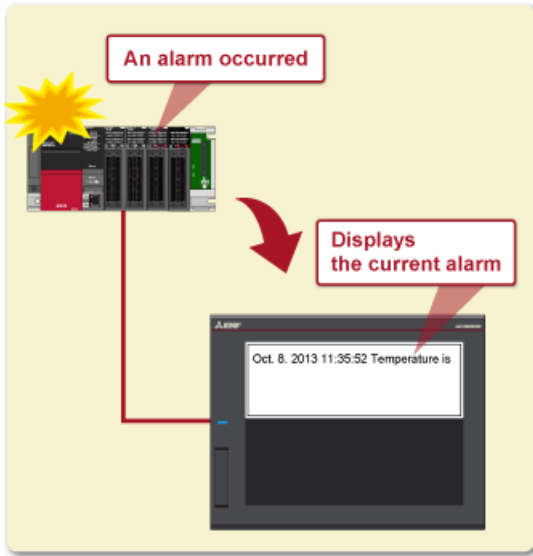 An alarm occurred
Displays
the current alarm
Oct. 8. 2013 11:35:52 Temperature is